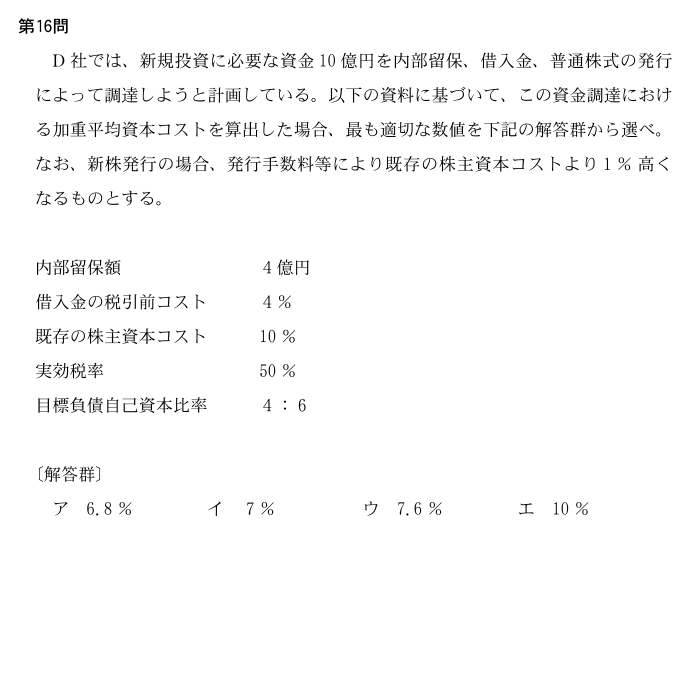 第16問
D 社では、新規投資に必要な資金 10 億円を内部留保、借入金、普通株式の発行
によって調達しようと計画している。以下の資料に基づいて、この資金調達におけ
る加重平均資本コストを算出した場合、最も適切な数値を下記の解答群から選べ。
なお、新株発行の場合、発行手数料等により既存の株主資本コストより 1 % 高く
なるものとする。
内部留保額 4 億円
借入金の税引前コスト 4 %
既存の株主資本コスト 10 %
実効税率 50 %
目標負債自己資本比率 4 : 6
〔解答群〕
ア 6.8 % イ 7 % ウ 7.6 % エ 10 %